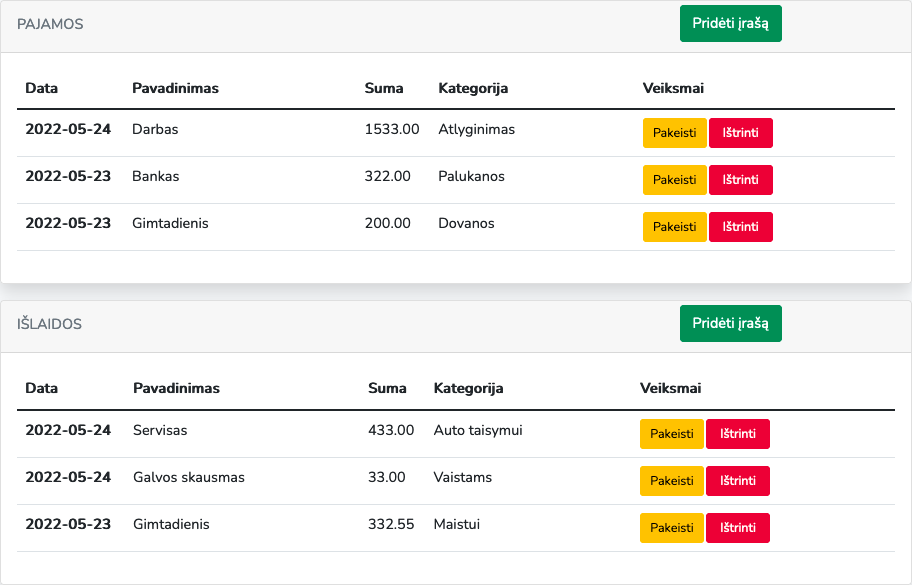 PAJAMOS Pridėti įrašą
Data Pavadinimas Suma Kategorija Veiksmai
2022-05-24 Darbas 1533.00 Atlyginimas Pakeisti Ištrinti
2022-05-23 Bankas 322.00 Palukanos Pakeisti Ištrinti
2022-05-23 Gimtadienis 200.00 Dovanos Pakeisti Ištrinti
IŠLAIDOS Pridėti įrašą
Data Pavadinimas Suma Kategorija Veiksmai
2022-05-24 Servisas 433.00 Auto taisymui Pakeisti Ištrinti
2022-05-24 Galvos skausmas 33.00 Vaistams Pakeisti Ištrinti
2022-05-23 Gimtadienis 332.55 Maistui Pakeisti Ištrinti